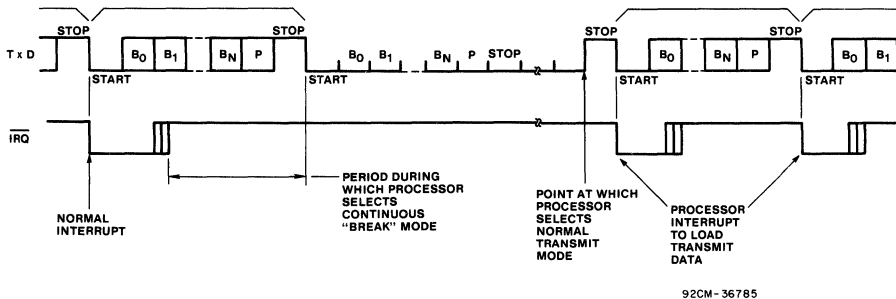 STOP STOP STOP STOP
T x D B0 B1 BN P B0 B1 BN P STOP B0 BN P B0 B1
START START START START
IRQ
NORMAL
INTERRUPT
PERIOD DURING
WHICH PROCESSOR
SELECTS
CONTINUOUS
"BREAK" MODE
POINT AT WHICH
PROCESSOR
SELECTS
NORMAL
TRANSMIT
MODE
PROCESSOR
INTERRUPT
TO LOAD
TRANSMIT
DATA
92CM-36785